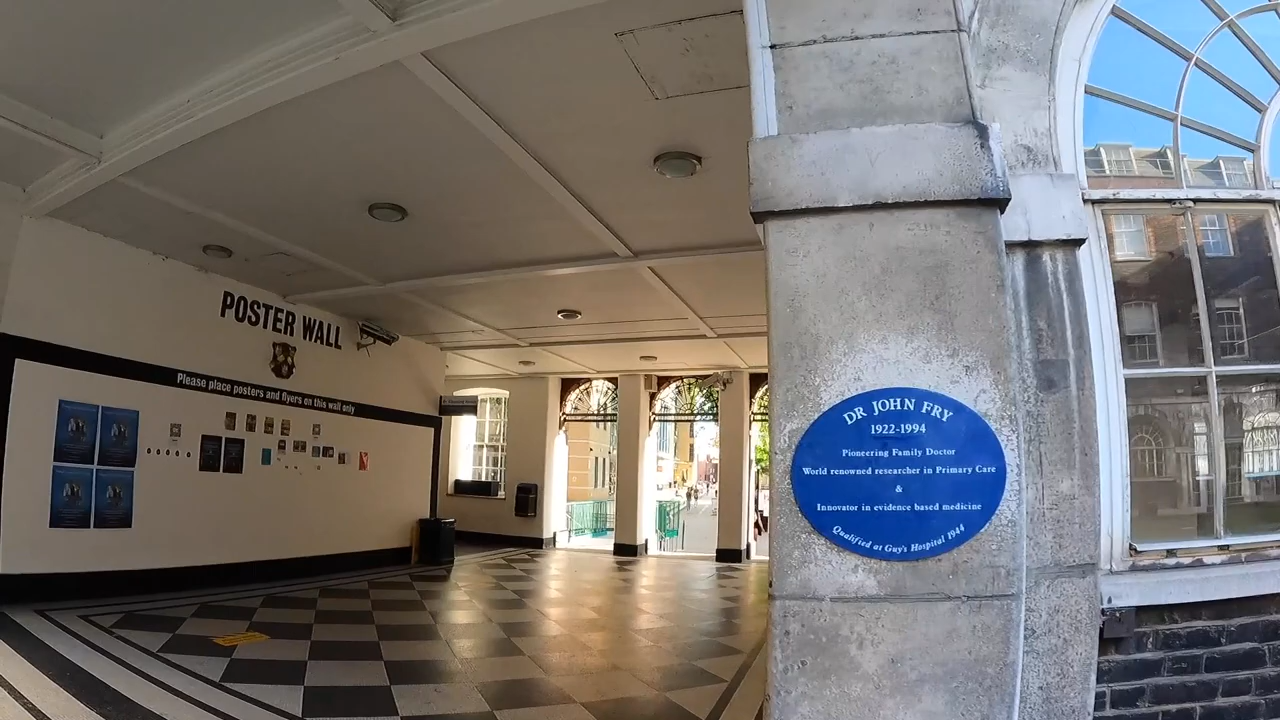 POSTER WALL
Please place posters and flyers on this wall only
DR JOHN FRY
1922-1994
Pioneering Family Doctor
World renowned researcher in Primary Care
&
Innovator in evidence based medicine
Qualified at Guy's Hospital 1944